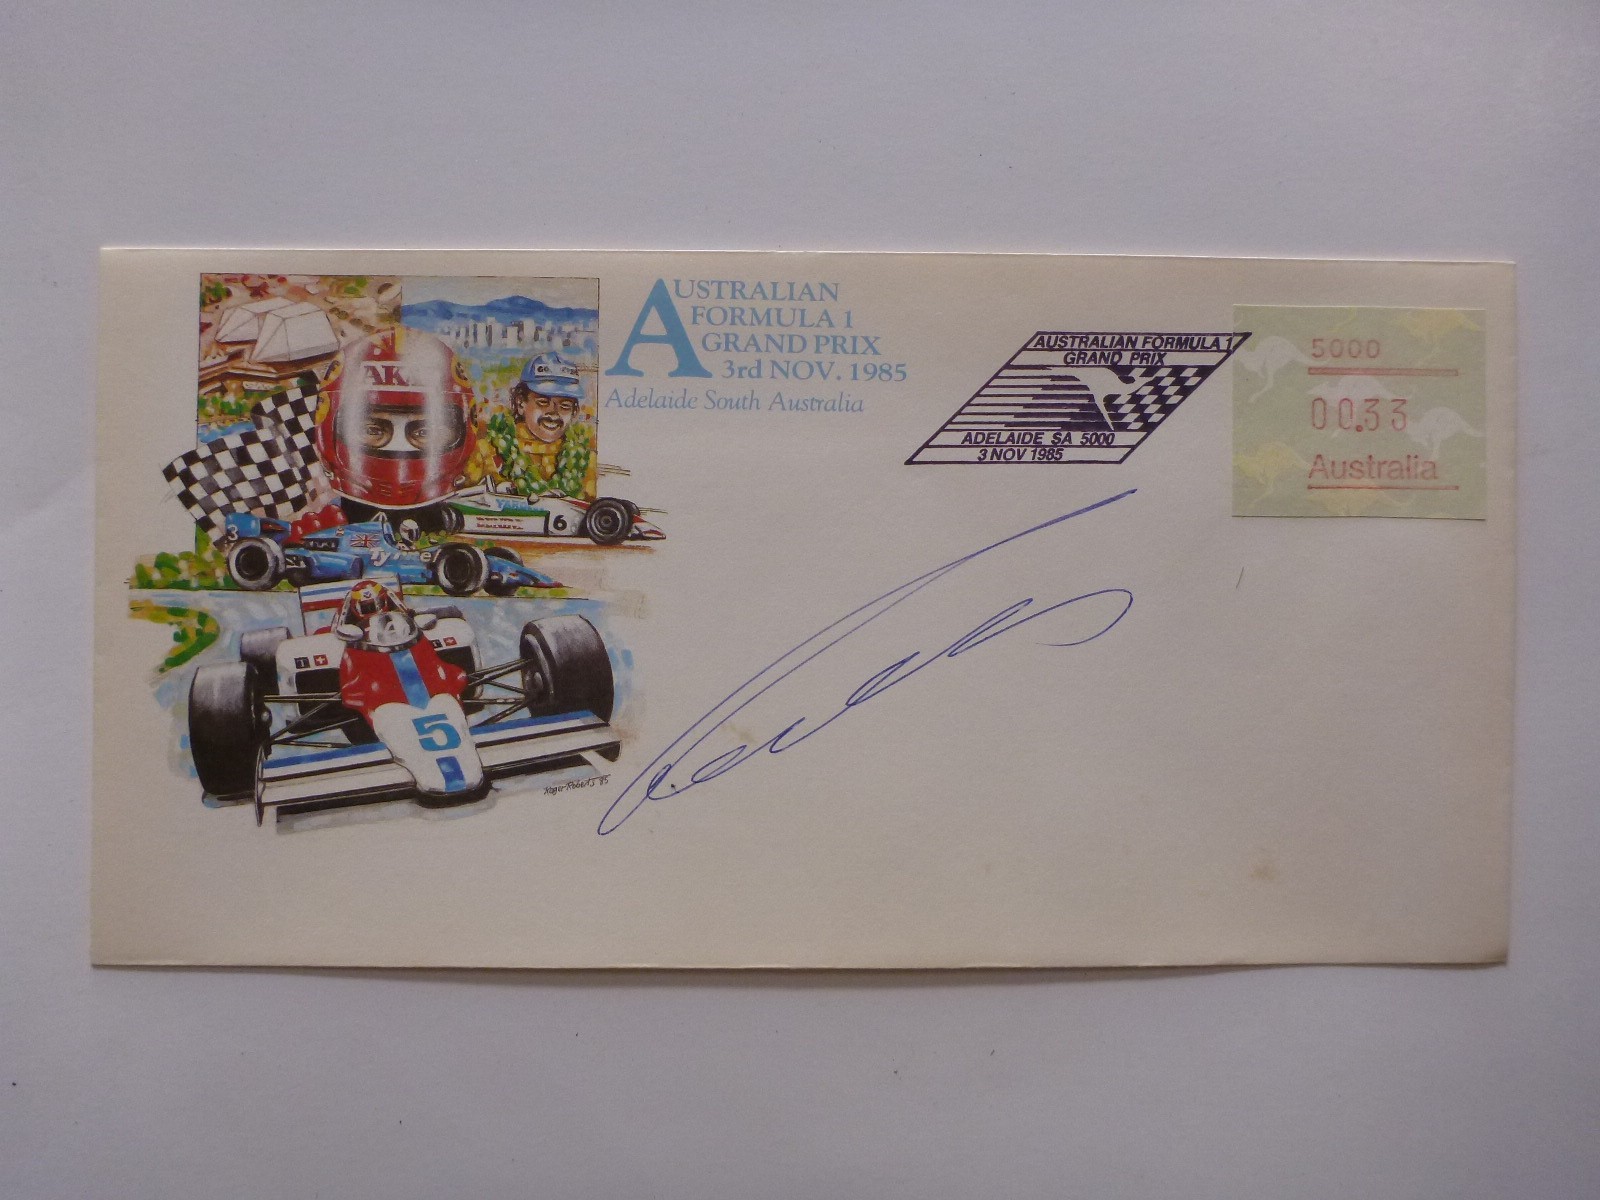 AUSTRALIAN
FORMULA 1
GRAND PRIX
3rd NOV. 1985
Adelaide South Australia
AUSTRALIAN FORMULA 1
GRAND PRIX
ADELAIDE SA 5000
3 NOV 1985
5000
00.33
Australia
3
Tyrrell
6
5
Roger Roberts 85